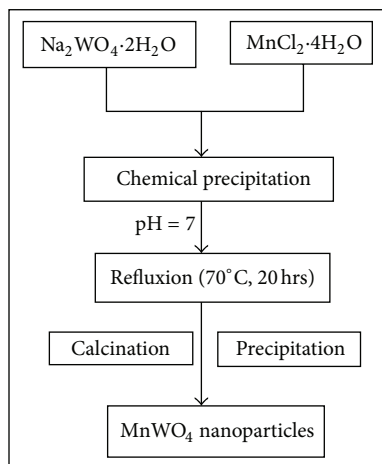 Na₂WO₄·2H₂O
MnCl₂·4H₂O
Chemical precipitation
pH = 7
Refluxion (70°C, 20 hrs)
Calcination
Precipitation
MnWO₄ nanoparticles